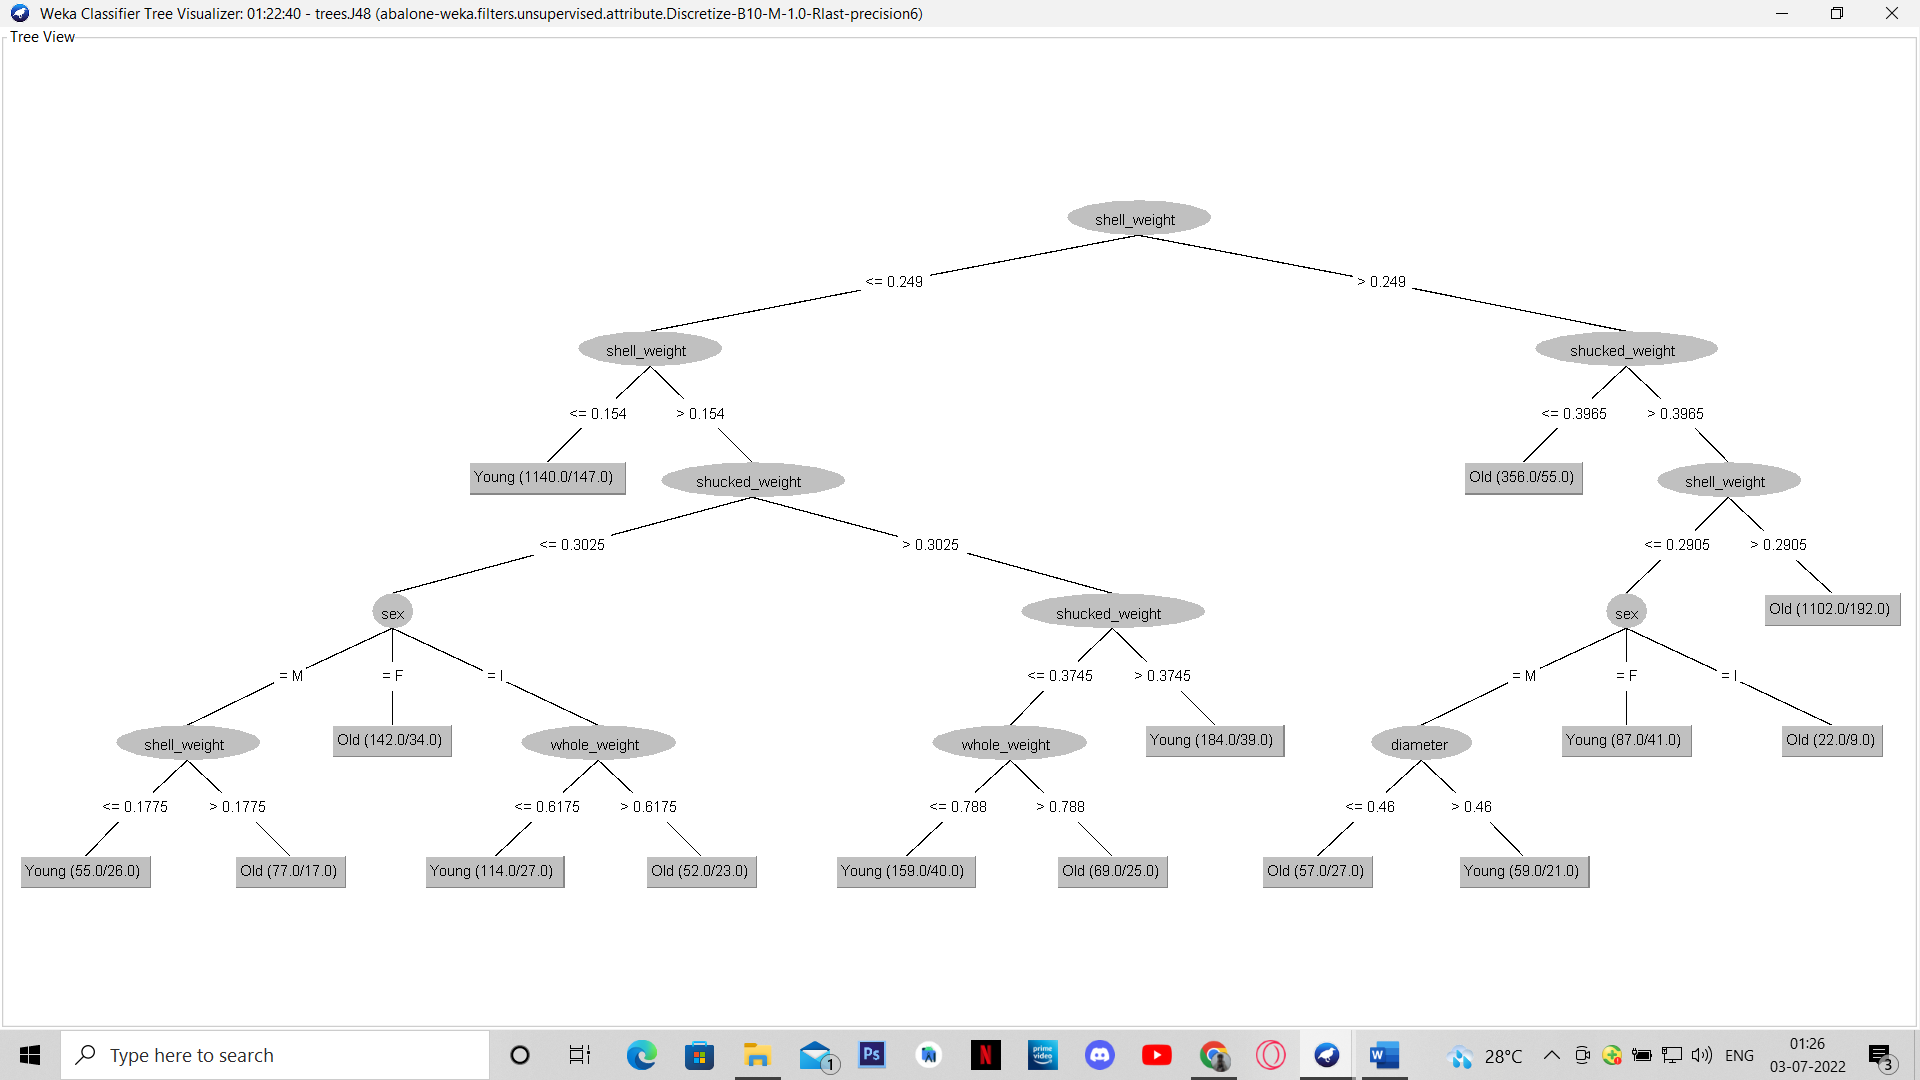 Weka Classifier Tree Visualizer: 01:22:40 - trees.J48 (abalone-weka.filters.unsupervised.attribute.Discretize-B10-M-1.0-Rlast-precision6)
Tree View
shell_weight
<= 0.249
> 0.249
shell_weight
shucked_weight
<= 0.154
> 0.154
<= 0.3965
> 0.3965
Young (1140.0/147.0)
shucked_weight
Old (356.0/55.0)
shell_weight
<= 0.3025
> 0.3025
<= 0.2905
> 0.2905
sex
shucked_weight
sex
Old (1102.0/192.0)
= M
= F
= I
<= 0.3745
> 0.3745
= M
= F
= I
shell_weight
Old (142.0/34.0)
whole_weight
whole_weight
Young (184.0/39.0)
diameter
Young (87.0/41.0)
Old (22.0/9.0)
<= 0.1775
> 0.1775
<= 0.6175
> 0.6175
<= 0.788
> 0.788
<= 0.46
> 0.46
Young (55.0/26.0)
Old (77.0/17.0)
Young (114.0/27.0)
Old (52.0/23.0)
Young (159.0/40.0)
Old (69.0/25.0)
Old (57.0/27.0)
Young (59.0/21.0)
Type here to search
1
Ps
N
prime video
W
28°C
ENG
01:26
03-07-2022
3